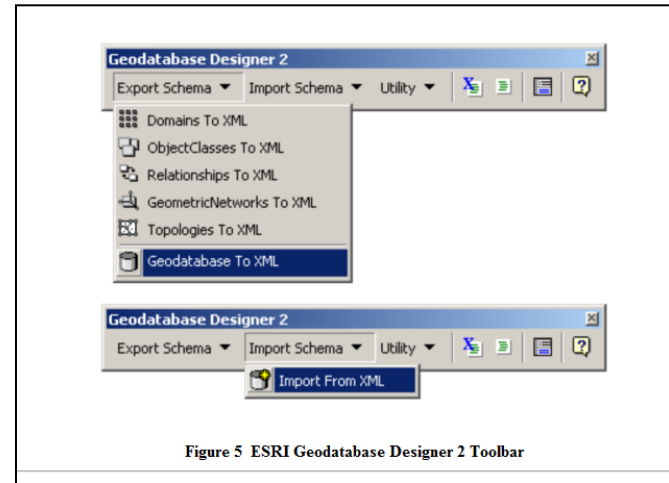 Geodatabase Designer 2
Export Schema Import Schema Utility
Domains To XML
ObjectClasses To XML
Relationships To XML
GeometricNetworks To XML
Topologies To XML
Geodatabase To XML
Geodatabase Designer 2
Export Schema Import Schema Utility
Import From XML
Figure 5 ESRI Geodatabase Designer 2 Toolbar